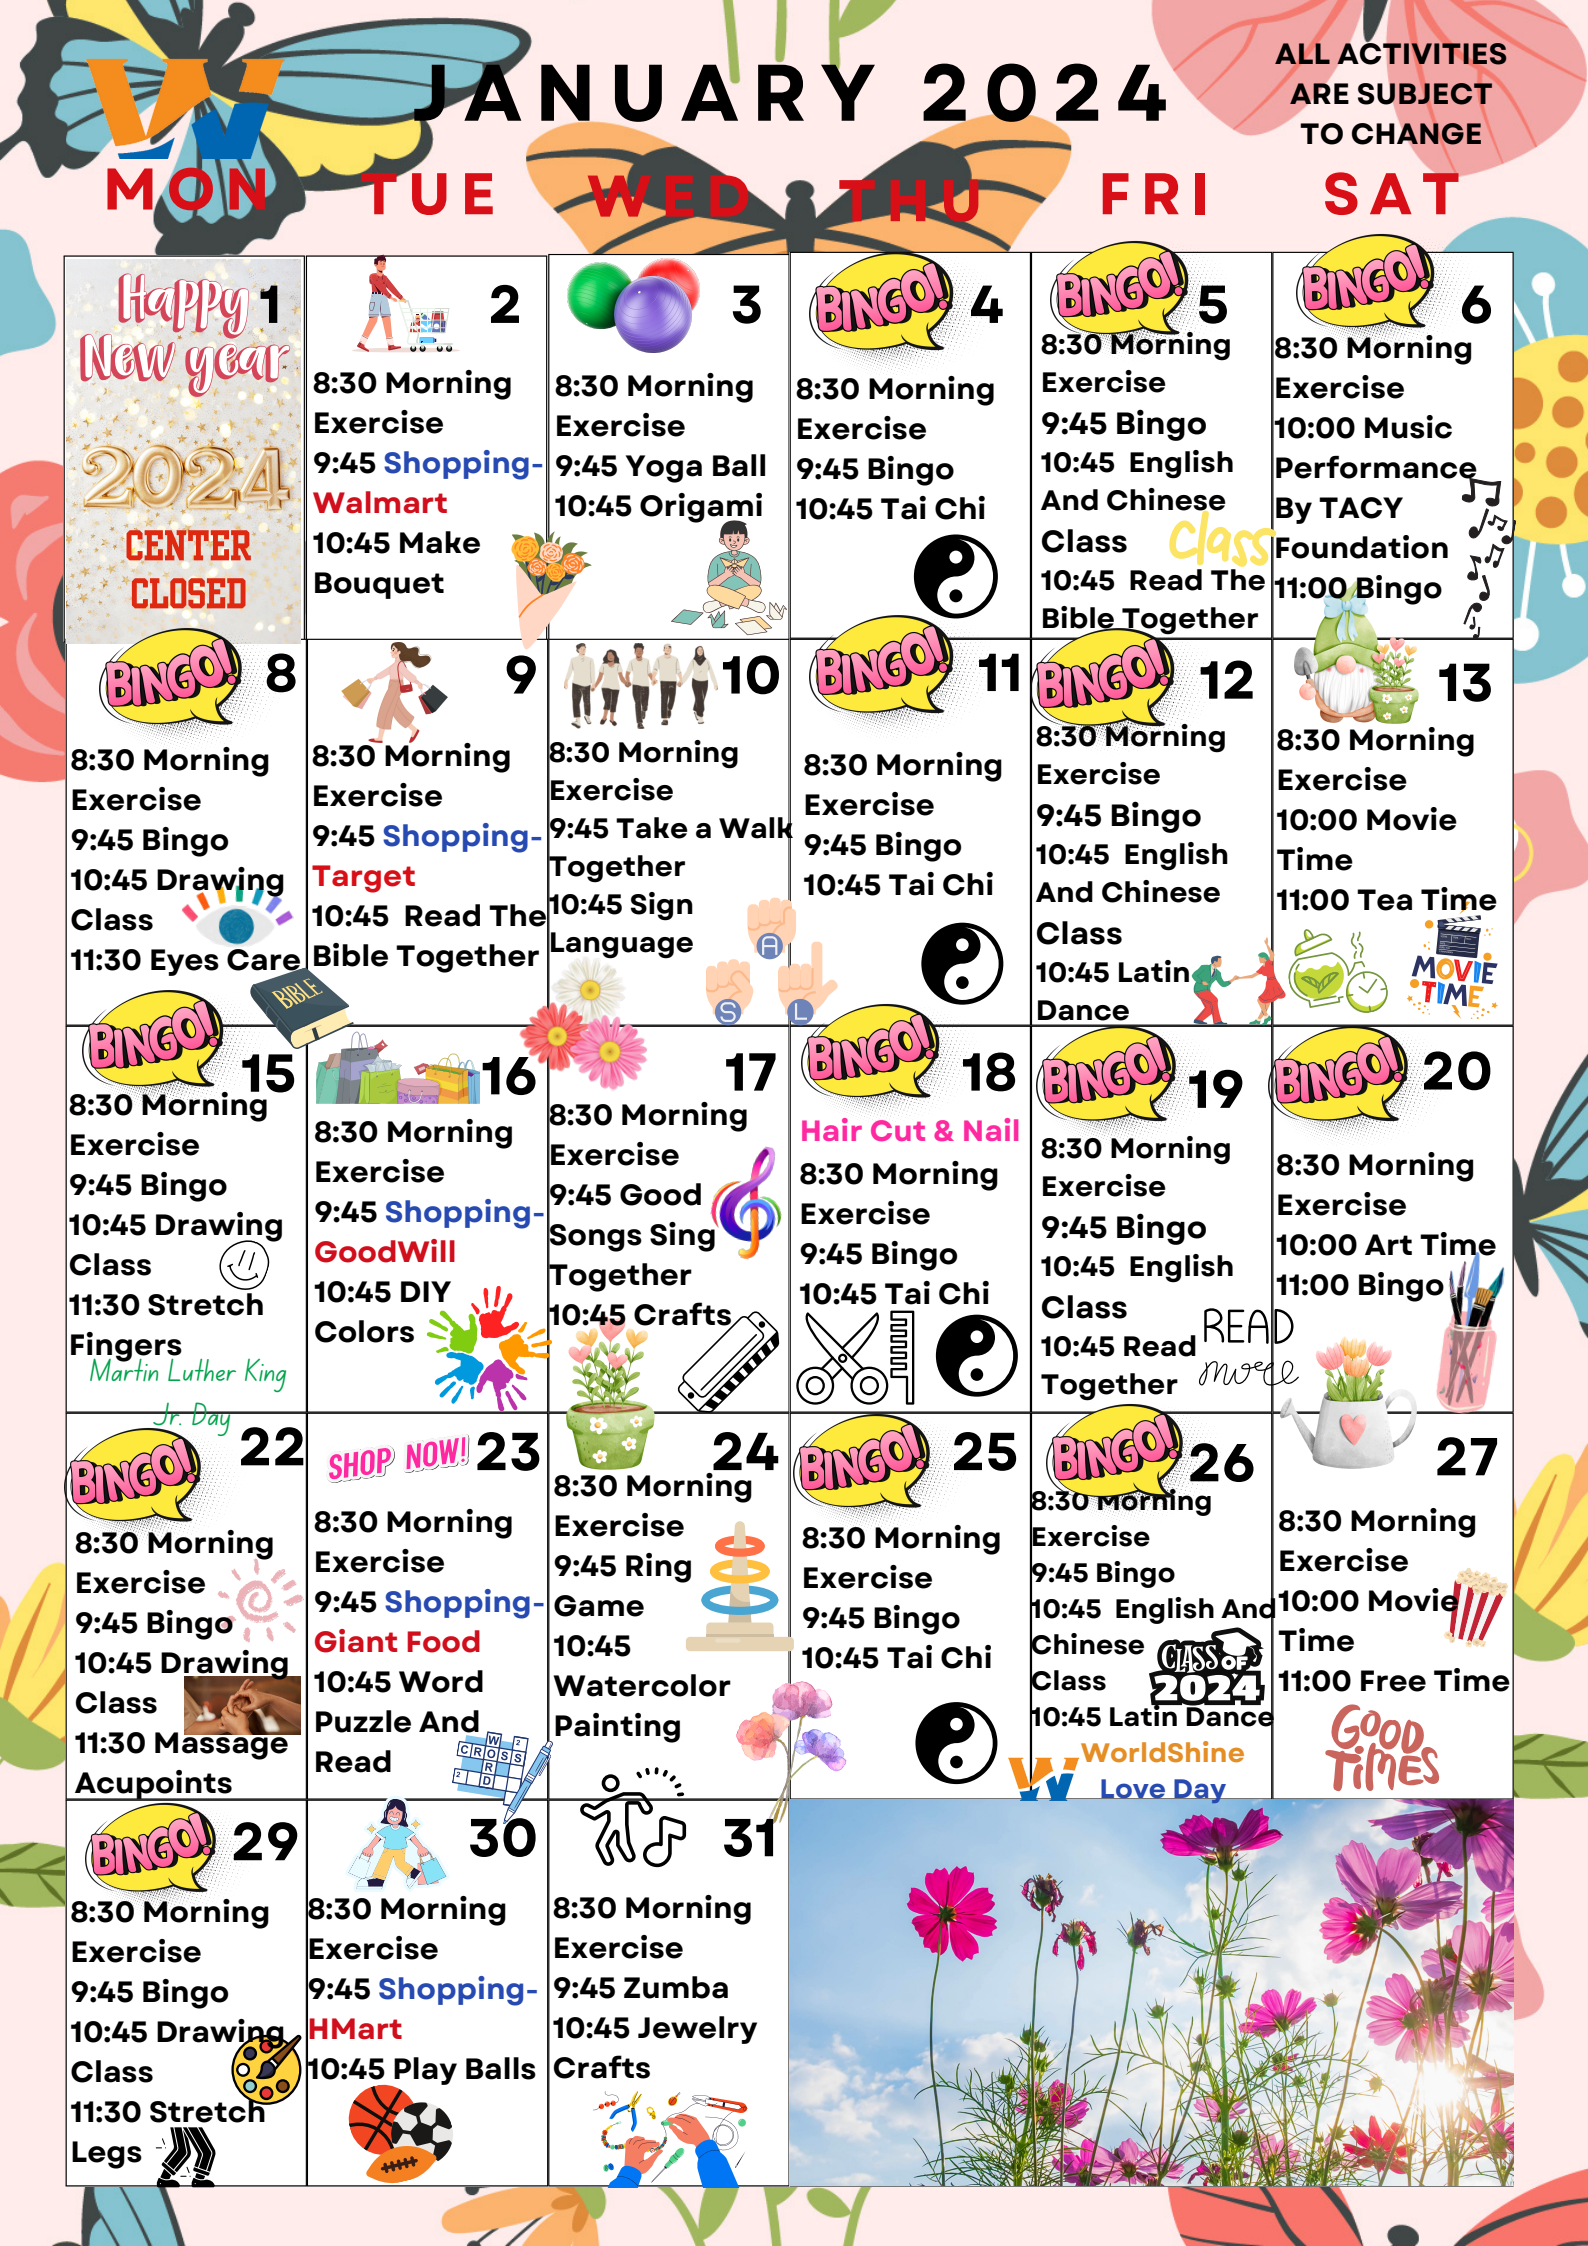 JANUARY 2024
ALL ACTIVITIES
ARE SUBJECT
TO CHANGE
W
MON
TUE
WED
THU
FRI
SAT
Happy
New year
1
2024
CENTER
CLOSED
2
8:30 Morning
Exercise
9:45 Shopping-
Walmart
10:45 Make
Bouquet
3
8:30 Morning
Exercise
9:45 Yoga Ball
10:45 Origami
BINGO!
4
8:30 Morning
Exercise
9:45 Bingo
10:45 Tai Chi
BINGO!
5
8:30 Morning
Exercise
9:45 Bingo
10:45 English
And Chinese
Class
class
10:45 Read The
Bible Together
BINGO!
6
8:30 Morning
Exercise
10:00 Music
Performance
By TACY
Foundation
11:00 Bingo
BINGO!
8
8:30 Morning
Exercise
9:45 Bingo
10:45 Drawing
Class
11:30 Eyes Care
BIBLE
9
8:30 Morning
Exercise
9:45 Shopping-
Target
10:45 Read The
Bible Together
10
8:30 Morning
Exercise
9:45 Take a Walk
Together
10:45 Sign
Language
A
S
L
BINGO!
11
8:30 Morning
Exercise
9:45 Bingo
10:45 Tai Chi
BINGO!
12
8:30 Morning
Exercise
9:45 Bingo
10:45 English
And Chinese
Class
10:45 Latin
Dance
13
8:30 Morning
Exercise
10:00 Movie
Time
11:00 Tea Time
MOVIE
TIME
BINGO!
15
8:30 Morning
Exercise
9:45 Bingo
10:45 Drawing
Class
11:30 Stretch
Fingers
Martin Luther King
Jr. Day
16
8:30 Morning
Exercise
9:45 Shopping-
GoodWill
10:45 DIY
Colors
17
8:30 Morning
Exercise
9:45 Good
Songs Sing
Together
10:45 Crafts
BINGO!
18
Hair Cut & Nail
8:30 Morning
Exercise
9:45 Bingo
10:45 Tai Chi
BINGO!
19
8:30 Morning
Exercise
9:45 Bingo
10:45 English
Class
10:45 Read
Together
READ
more
BINGO!
20
8:30 Morning
Exercise
10:00 Art Time
11:00 Bingo
BINGO!
22
8:30 Morning
Exercise
9:45 Bingo
10:45 Drawing
Class
11:30 Massage
Acupoints
SHOP NOW!
23
8:30 Morning
Exercise
9:45 Shopping-
Giant Food
10:45 Word
Puzzle And
Read
WORD
CROSS
24
8:30 Morning
Exercise
9:45 Ring
Game
10:45
Watercolor
Painting
BINGO!
25
8:30 Morning
Exercise
9:45 Bingo
10:45 Tai Chi
BINGO!
26
8:30 Morning
Exercise
9:45 Bingo
10:45 English And
Chinese
Class
CLASS OF
2024
10:45 Latin Dance
WorldShine
Love Day
27
8:30 Morning
Exercise
10:00 Movie
Time
11:00 Free Time
GOOD
TiMES
BINGO!
29
8:30 Morning
Exercise
9:45 Bingo
10:45 Drawing
Class
11:30 Stretch
Legs
30
8:30 Morning
Exercise
9:45 Shopping-
HMart
10:45 Play Balls
31
8:30 Morning
Exercise
9:45 Zumba
10:45 Jewelry
Crafts